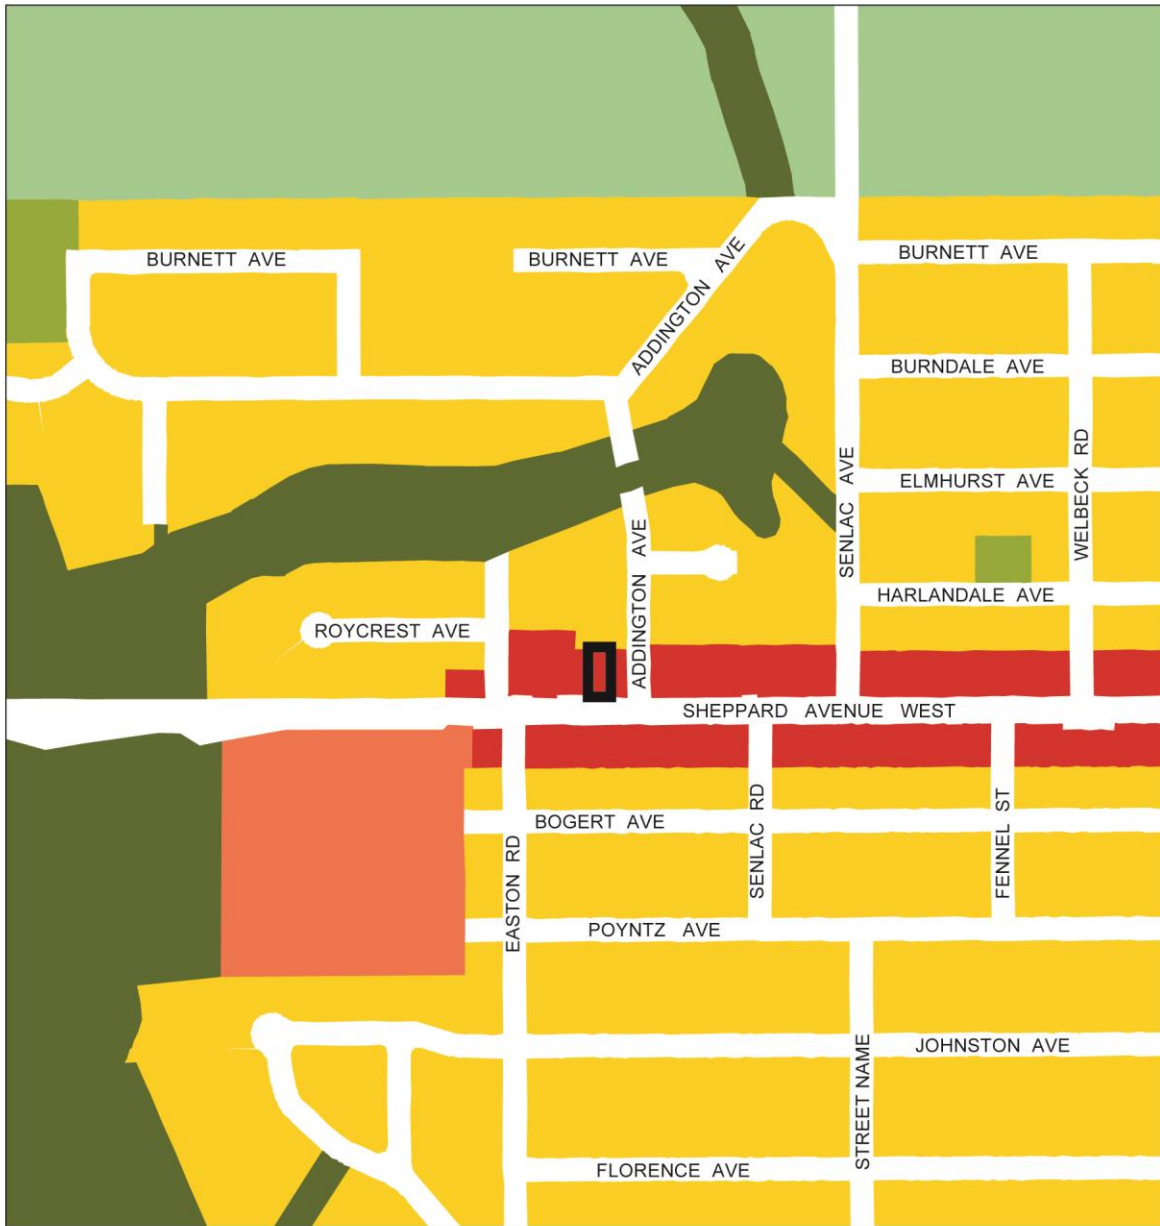 BURNETT AVE
BURNETT AVE
ADDINGTON AVE
BURNETT AVE
BURNDALE AVE
ELMHURST AVE
SENLAC AVE
WELBECK RD
HARLANDALE AVE
ADDINGTON AVE
ROYCREST AVE
SHEPPARD AVENUE WEST
BOGERT AVE
EASTON RD
SENLAC RD
FENNEL ST
POYNTZ AVE
JOHNSTON AVE
STREET NAME
FLORENCE AVE